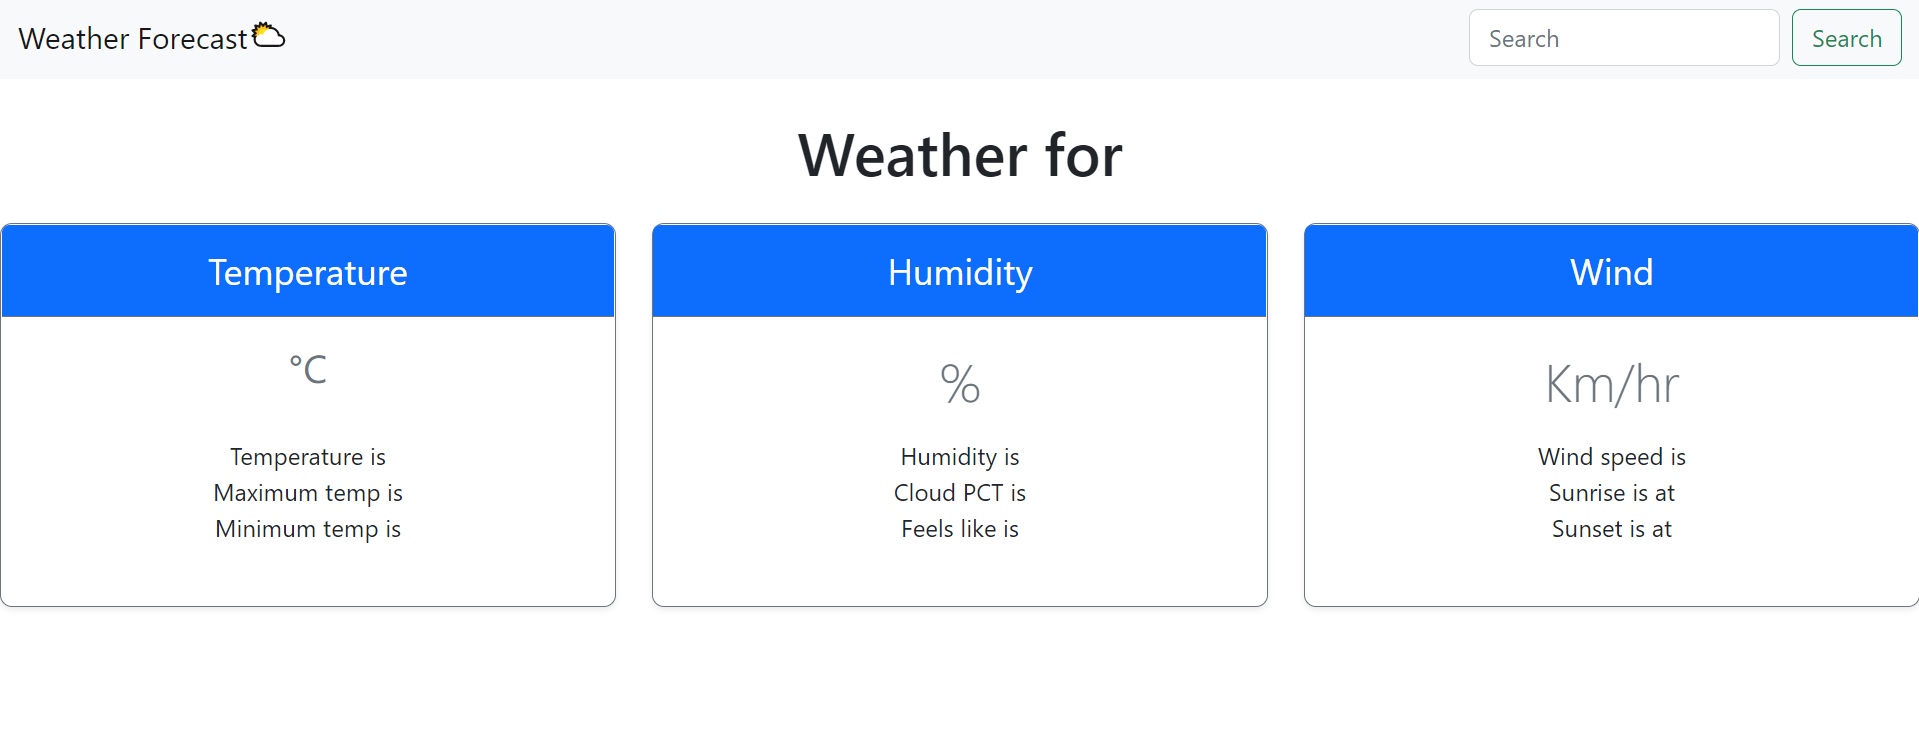 Weather Forecast
Search
Search
Weather for
Temperature
°C
Temperature is
Maximum temp is
Minimum temp is
Humidity
%
Humidity is
Cloud PCT is
Feels like is
Wind
Km/hr
Wind speed is
Sunrise is at
Sunset is at